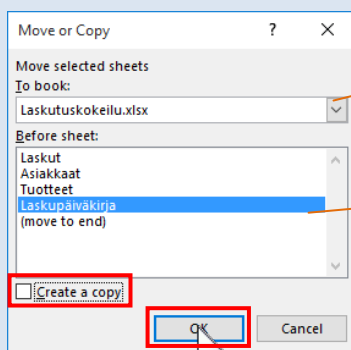 Move or Copy ? ×
Move selected sheets
To book:
Laskutuskokeilu.xlsx
Before sheet:
Laskut
Asiakkaat
Tuotteet
Laskupäiväkirja
(move to end)
Create a copy
OK Cancel